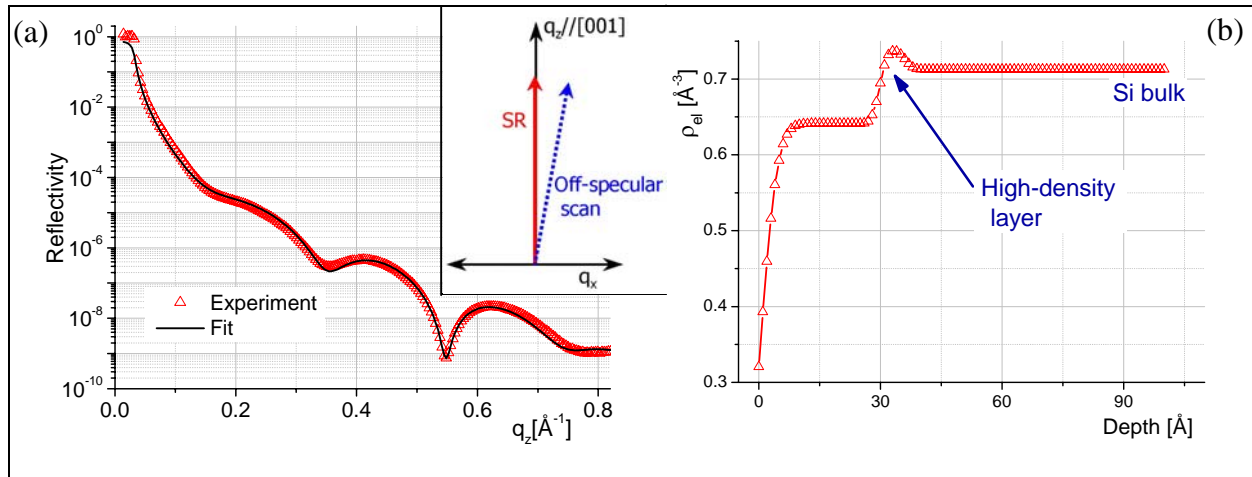 (a)
Reflectivity
10⁰
10⁻²
10⁻⁴
10⁻⁶
10⁻⁸
10⁻¹⁰
0.0 0.2 0.4 0.6 0.8
q_z[Å⁻¹]
Experiment
Fit
q_z//[001]
SR
Off-specular
scan
q_x
(b)
ρ_el [Å⁻³]
0.7
0.6
0.5
0.4
0.3
0 30 60 90
Depth [Å]
Si bulk
High-density
layer